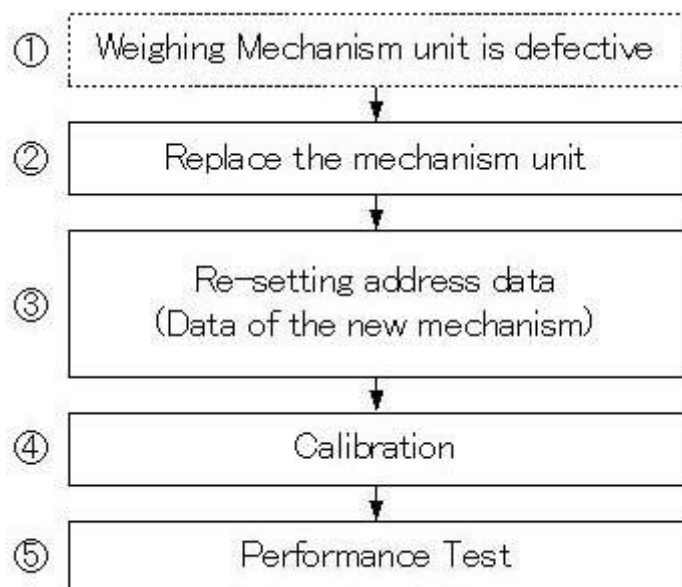 ① Weighing Mechanism unit is defective
② Replace the mechanism unit
③ Re-setting address data
(Data of the new mechanism)
④ Calibration
⑤ Performance Test